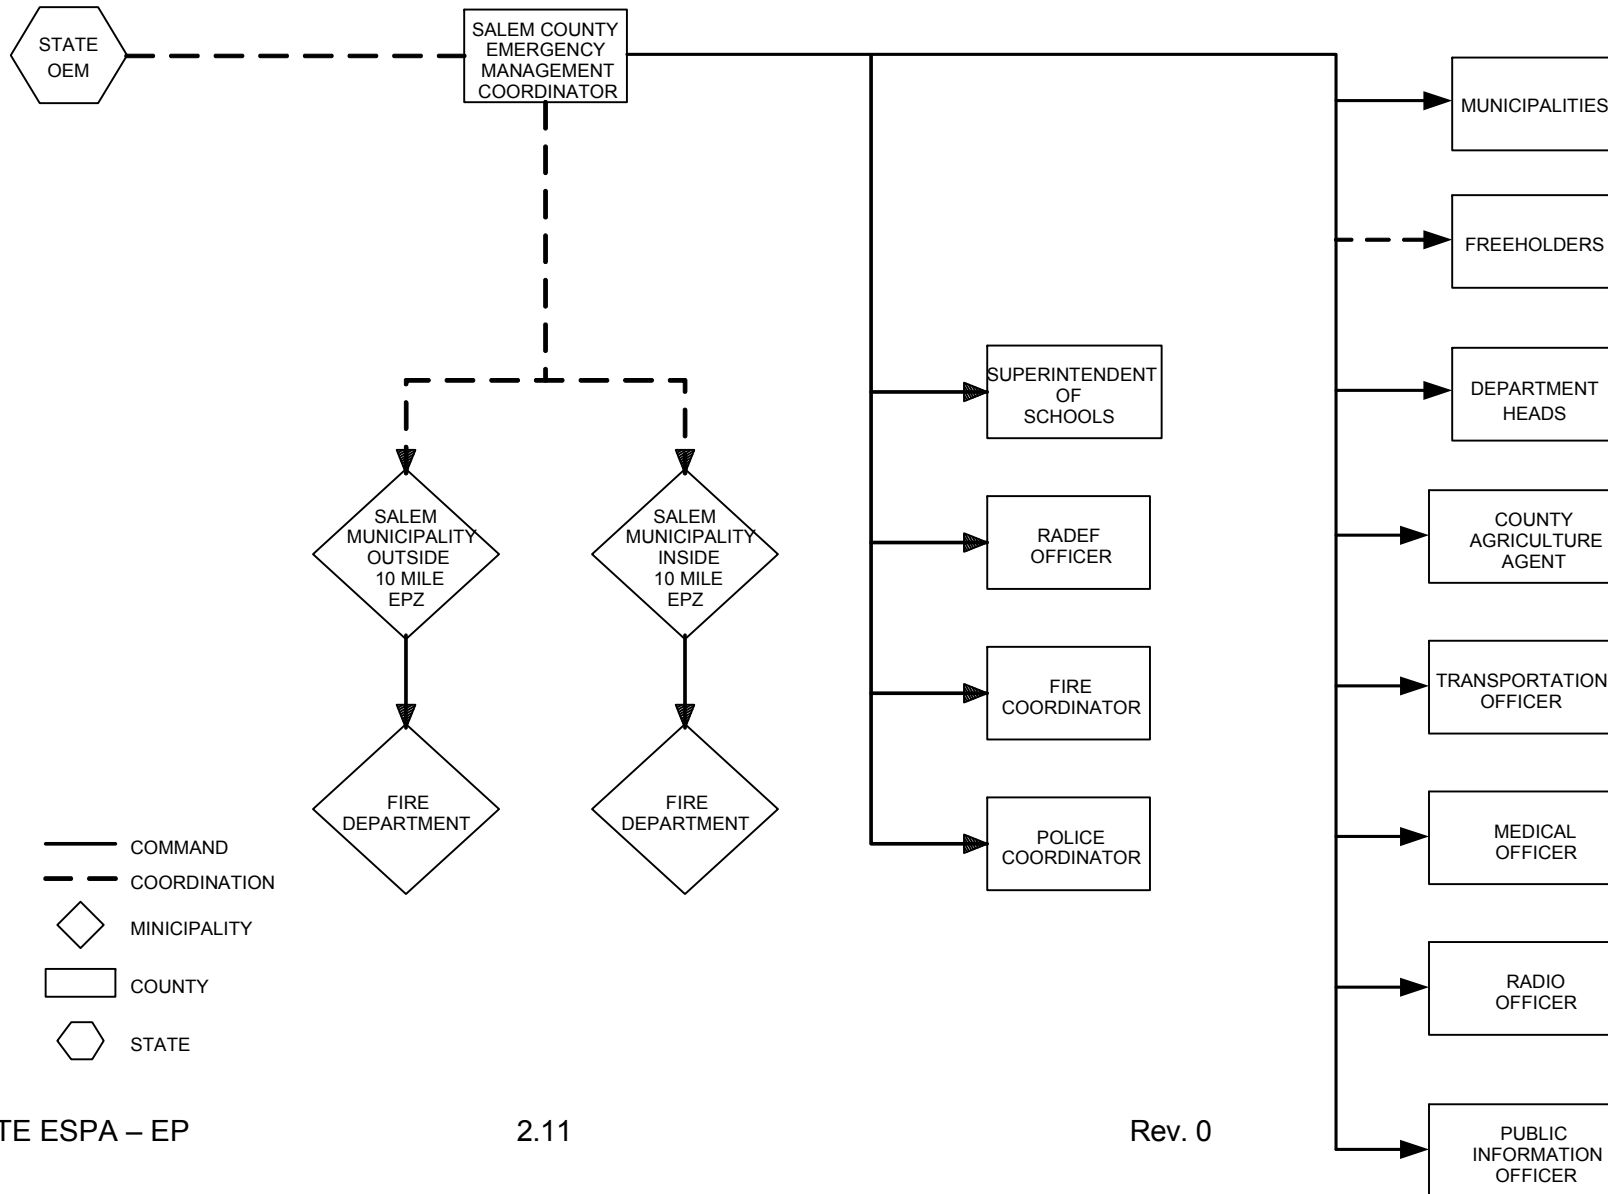 STATE
OEM
SALEM COUNTY
EMERGENCY
MANAGEMENT
COORDINATOR
MUNICIPALITIES
FREEHOLDERS
DEPARTMENT
HEADS
COUNTY
AGRICULTURE
AGENT
TRANSPORTATION
OFFICER
MEDICAL
OFFICER
RADIO
OFFICER
PUBLIC
INFORMATION
OFFICER
SUPERINTENDENT
OF
SCHOOLS
RADEF
OFFICER
FIRE
COORDINATOR
POLICE
COORDINATOR
SALEM
MUNICIPALITY
OUTSIDE
10 MILE
EPZ
SALEM
MUNICIPALITY
INSIDE
10 MILE
EPZ
FIRE
DEPARTMENT
FIRE
DEPARTMENT
COMMAND
COORDINATION
MINICIPALITY
COUNTY
STATE
TE ESPA – EP 2.11 Rev. 0